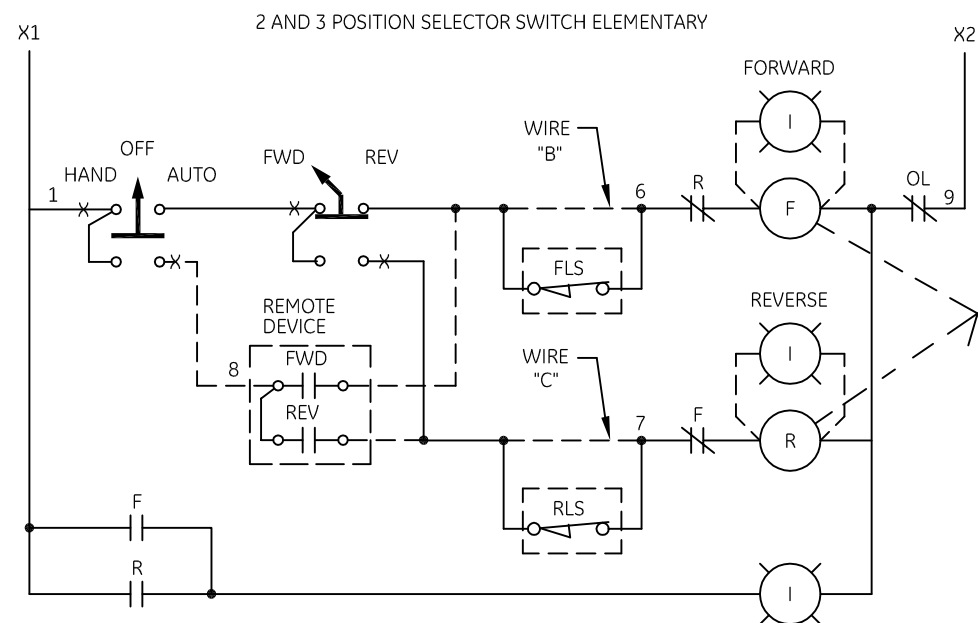 2 AND 3 POSITION SELECTOR SWITCH ELEMENTARY
X1
X2
FORWARD
I
OFF
HAND
AUTO
FWD
REV
WIRE
"B"
1
6
R
F
OL
9
FLS
REMOTE
DEVICE
REVERSE
I
FWD
8
REV
WIRE
"C"
7
F
R
RLS
F
R
I